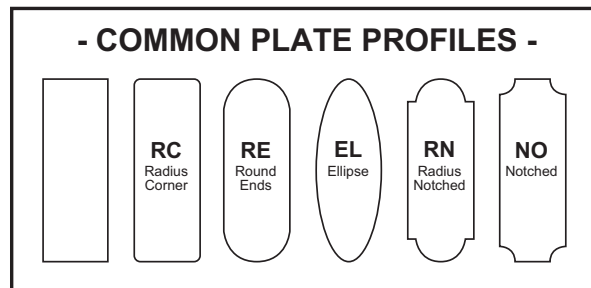 - COMMON PLATE PROFILES -
RC
Radius
Corner
RE
Round
Ends
EL
Ellipse
RN
Radius
Notched
NO
Notched